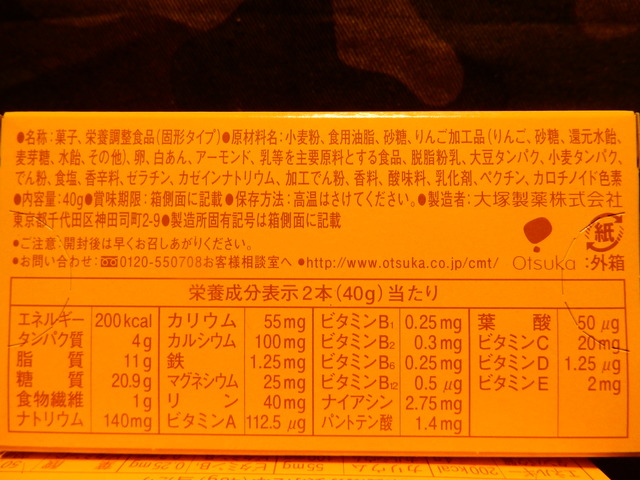 ●名称:菓子、栄養調整食品(固形タイプ)●原材料名:小麦粉、食用油脂、砂糖、りんご加工品(りんご、砂糖、還元水飴、
麦芽糖、水飴、その他)、卵、白あん、アーモンド、乳等を主要原料とする食品、脱脂粉乳、大豆タンパク、小麦タンパク、
でん粉、食塩、香辛料、ゼラチン、カゼインナトリウム、加工でん粉、香料、酸味料、乳化剤、ペクチン、カロチノイド色素
●内容量:40g●賞味期限:箱側面に記載●保存方法:高温はさけてください。●製造者:大塚製薬株式会社
東京都千代田区神田司町2-9●製造所固有記号は箱側面に記載
●ご注意:開封後は早くお召しあがりください。
●お問い合わせ:0120-550708お客様相談室へ ●http://www.otsuka.co.jp/cmt/ Otsuka 紙:外箱
栄養成分表示2本(40g)当たり
エネルギー 200kcal カリウム 55mg ビタミンB1 0.25mg 葉酸 50μg
タンパク質 4g カルシウム 100mg ビタミンB2 0.3mg ビタミンC 20mg
脂質 11g 鉄 1.25mg ビタミンB6 0.25mg ビタミンD 1.25μg
糖質 20.9g マグネシウム 25mg ビタミンB12 0.5μg ビタミンE 2mg
食物繊維 1g リン 40mg ナイアシン 2.75mg
ナトリウム 140mg ビタミンA 112.5μg パントテン酸 1.4mg